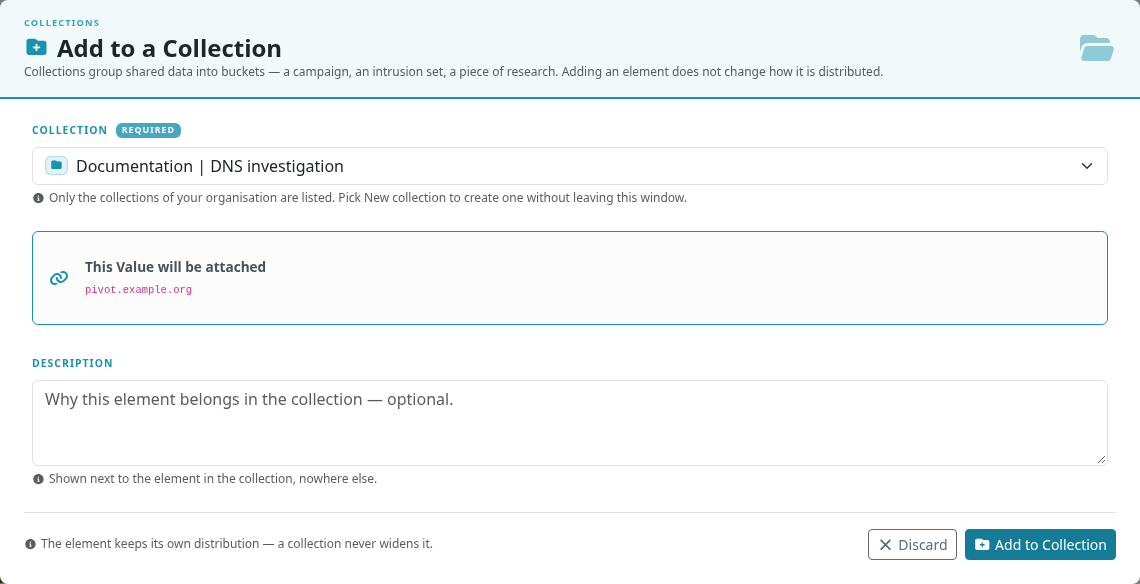 COLLECTIONS
Add to a Collection
Collections group shared data into buckets — a campaign, an intrusion set, a piece of research. Adding an element does not change how it is distributed.
COLLECTION REQUIRED
Documentation | DNS investigation
Only the collections of your organisation are listed. Pick New collection to create one without leaving this window.
This Value will be attached
pivot.example.org
DESCRIPTION
Why this element belongs in the collection — optional.
Shown next to the element in the collection, nowhere else.
The element keeps its own distribution — a collection never widens it.
Discard
Add to Collection